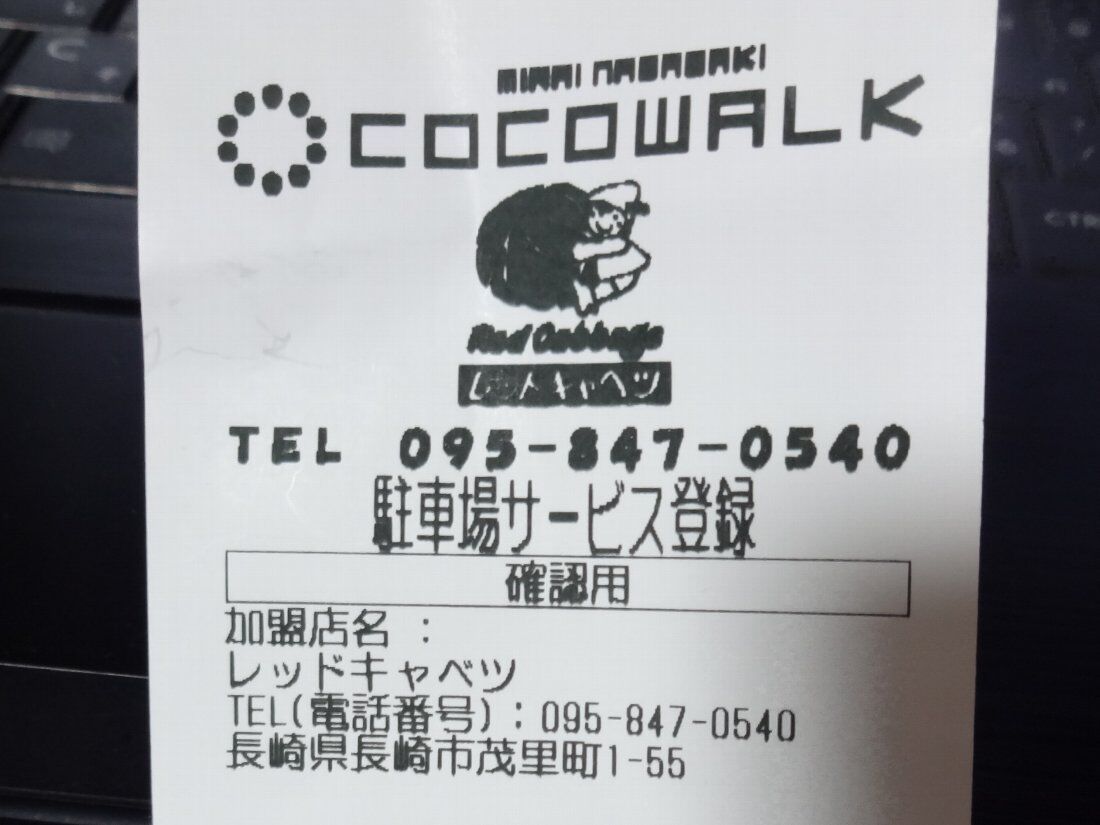 MIRAI NAGASAKI
COCOWALK
Red Cabbage
レッドキャベツ
TEL 095-847-0540
駐車場サービス登録
確認用
加盟店名 :
レッドキャベツ
TEL(電話番号):095-847-0540
長崎県長崎市茂里町1-55
CTR